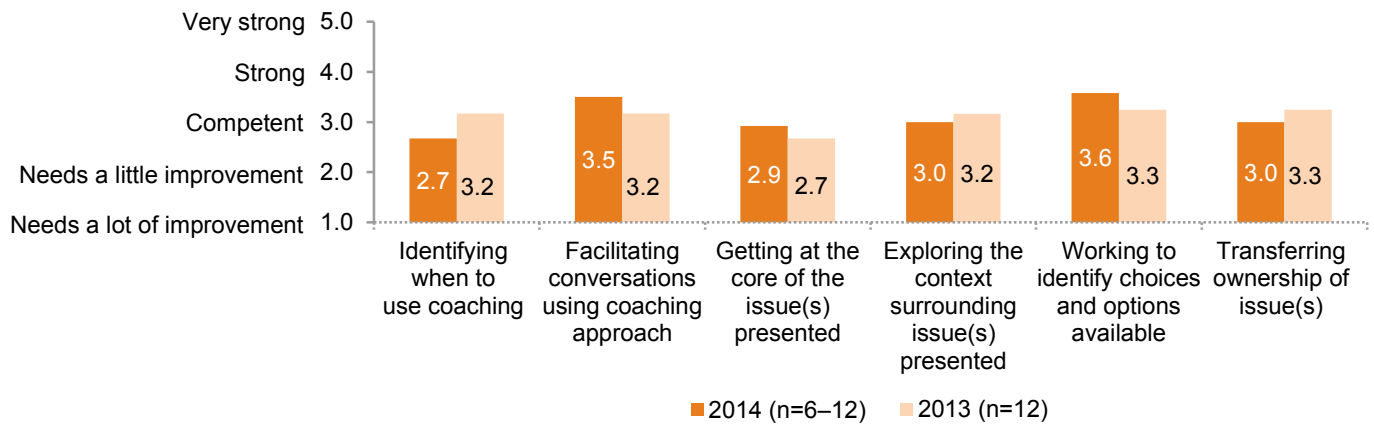 Very strong 5.0
Strong 4.0
Competent 3.0
Needs a little improvement 2.0
Needs a lot of improvement 1.0
2.7 3.2
3.5 3.2
2.9 2.7
3.0 3.2
3.6 3.3
3.0 3.3
Identifying
when to
use coaching
Facilitating
conversations
using coaching
approach
Getting at the
core of the
issue(s)
presented
Exploring the
context
surrounding
issue(s)
presented
Working to
identify choices
and options
available
Transferring
ownership of
issue(s)
2014 (n=6–12) 2013 (n=12)